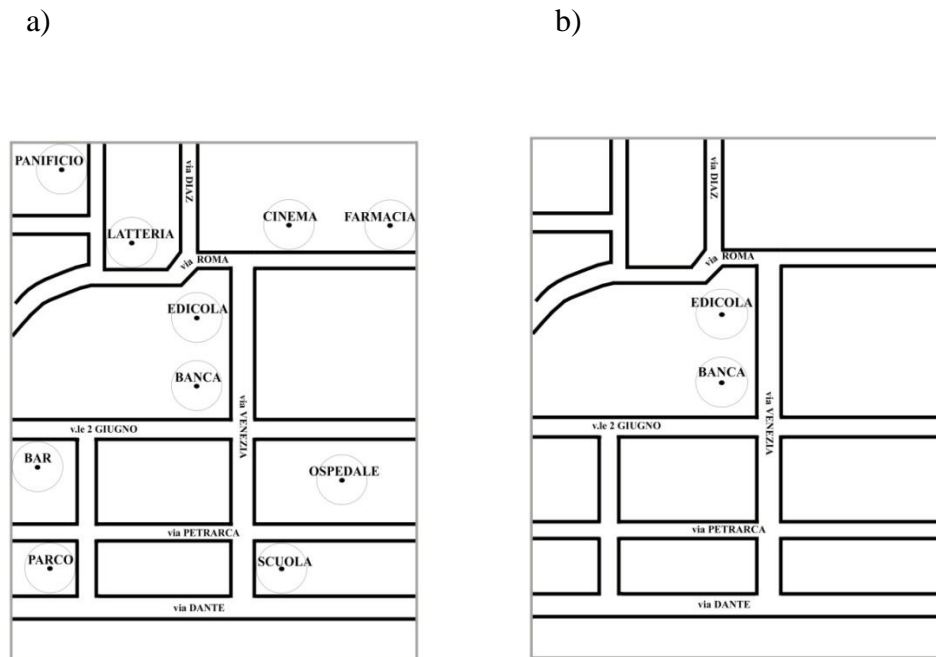 a)
b)
PANIFICIO
via DIAZ
LATTERIA
CINEMA
FARMACIA
via ROMA
EDICOLA
BANCA
via VENEZIA
v.le 2 GIUGNO
BAR
OSPEDALE
via PETRARCA
PARCO
SCUOLA
via DANTE
via DIAZ
via ROMA
EDICOLA
BANCA
via VENEZIA
v.le 2 GIUGNO
via PETRARCA
via DANTE